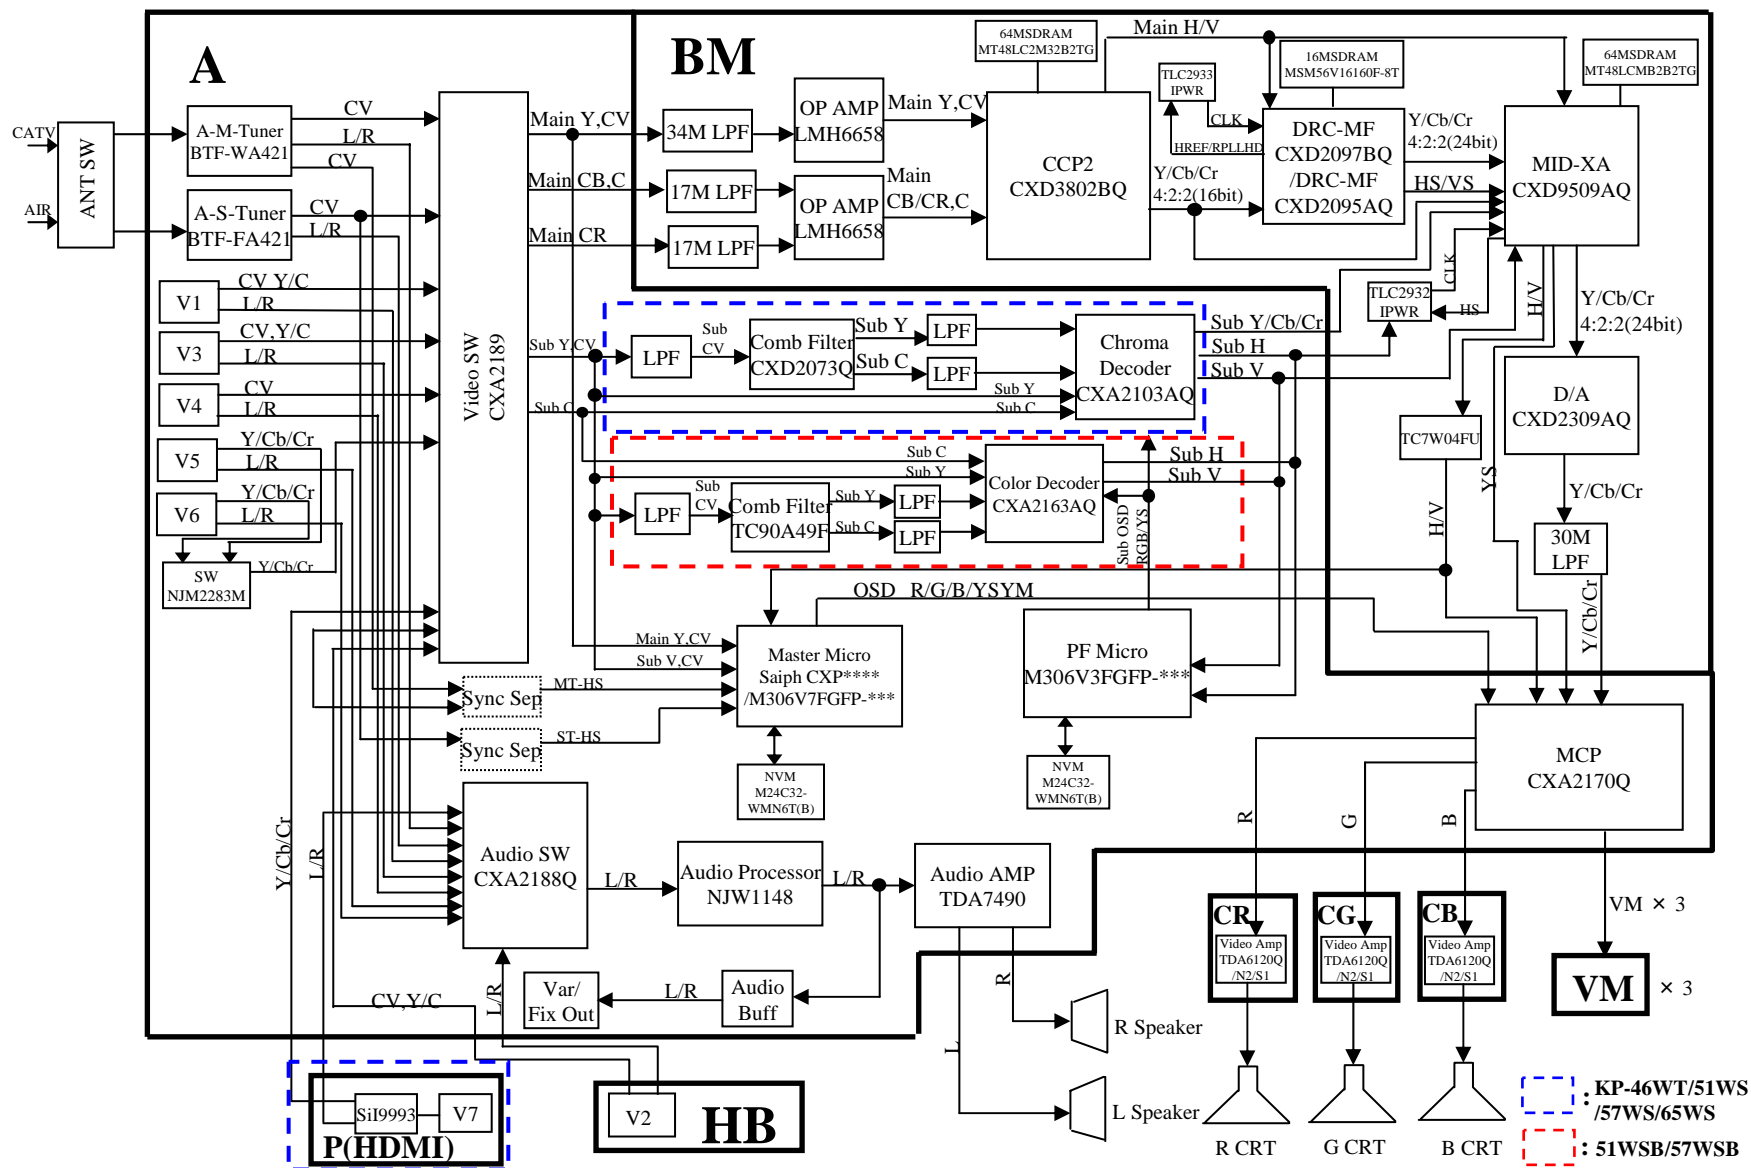 A
BM
64MSDRAM
MT48LC2M32B2TG
Main H/V
16MSDRAM
MSM56V16160F-8T
64MSDRAM
MT48LCMB2B2TG
TLC2933
IPWR
CATV
AIR
ANT SW
A-M-Tuner
BTF-WA421
A-S-Tuner
BTF-FA421
CV
L/R
CV
CV
L/R
Video SW
CXA2189
Main Y,CV
Main CB,C
Main CR
34M LPF
17M LPF
17M LPF
OP AMP
LMH6658
OP AMP
LMH6658
Main Y,CV
Main
CB/CR,C
CCP2
CXD3802BQ
Y/Cb/Cr
4:2:2(16bit)
CLK
HREF/RPLLHD
DRC-MF
CXD2097BQ
/DRC-MF
CXD2095AQ
Y/Cb/Cr
4:2:2(24bit)
HS/VS
MID-XA
CXD9509AQ
V1
CV Y/C
L/R
V3
CV,Y/C
L/R
V4
CV
L/R
V5
Y/Cb/Cr
L/R
V6
Y/Cb/Cr
L/R
SW
NJM2283M
Y/Cb/Cr
Sub Y,CV
Sub C
LPF
Sub
CV
Comb Filter
CXD2073Q
Sub Y
Sub C
LPF
LPF
Sub Y
Sub C
Chroma
Decoder
CXA2103AQ
Sub Y/Cb/Cr
Sub H
Sub V
TLC2932
IPWR
CLK
HS
H/V
Y/Cb/Cr
4:2:2(24bit)
D/A
CXD2309AQ
TC7W04FU
YS
H/V
Y/Cb/Cr
30M
LPF
Y/Cb/Cr
Sub C
Sub Y
LPF
Sub
CV
Comb Filter
TC90A49F
Sub Y
Sub C
LPF
LPF
Color Decoder
CXA2163AQ
Sub H
Sub V
Sub OSD
RGB/YS
OSD R/G/B/YSYM
Main Y,CV
Sub V,CV
MT-HS
ST-HS
Master Micro
Saiph CXP****
/M306V7FGFP-***
PF Micro
M306V3FGFP-***
Sync Sep
Sync Sep
NVM
M24C32-
WMN6T(B)
NVM
M24C32-
WMN6T(B)
MCP
CXA2170Q
R
G
B
Y/Cb/Cr
L/R
Audio SW
CXA2188Q
L/R
Audio Processor
NJW1148
L/R
Audio AMP
TDA7490
CV,Y/C
L/R
Var/
Fix Out
L/R
Audio
Buff
R
L
R Speaker
L Speaker
CR
Video Amp
TDA6120Q
/N2/S1
CG
Video Amp
TDA6120Q
/N2/S1
CB
Video Amp
TDA6120Q
/N2/S1
VM × 3
VM
× 3
R CRT
G CRT
B CRT
SiI9993
V7
P(HDMI)
V2
HB
: KP-46WT/51WS
/57WS/65WS
: 51WSB/57WSB